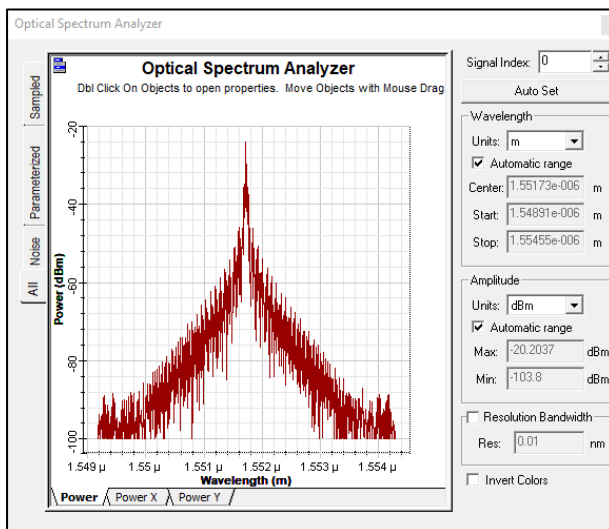 Optical Spectrum Analyzer
Optical Spectrum Analyzer
Dbl Click On Objects to open properties. Move Objects with Mouse Drag
Sampled
Parameterized
Noise
All
Power (dBm)
-20
-40
-60
-80
-100
1.549 µ
1.55 µ
1.551 µ
1.552 µ
1.553 µ
1.554 µ
Wavelength (m)
Power
Power X
Power Y
Signal Index: 0
Auto Set
Wavelength
Units: m
Automatic range
Center: 1.55173e-006 m
Start: 1.54891e-006 m
Stop: 1.55455e-006 m
Amplitude
Units: dBm
Automatic range
Max: -20.2037 dBm
Min: -103.8 dBm
Resolution Bandwidth
Res: 0.01 nm
Invert Colors